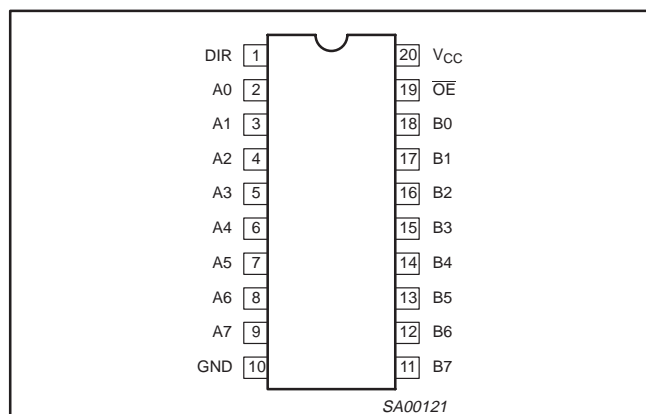 DIR 1 20 VCC
A0 2 19 OE
A1 3 18 B0
A2 4 17 B1
A3 5 16 B2
A4 6 15 B3
A5 7 14 B4
A6 8 13 B5
A7 9 12 B6
GND 10 11 B7
SA00121